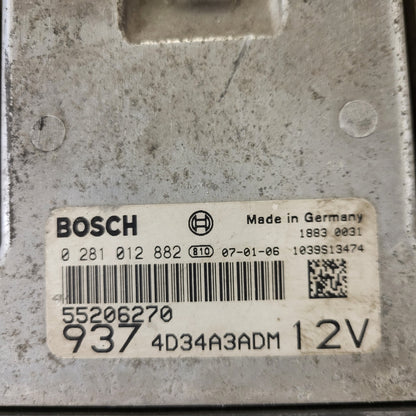 BOSCH Made in Germany
1883 0031
0 281 012 882 810 07-01-06 1039S13474
55206270
937 4D34A3ADM 12V